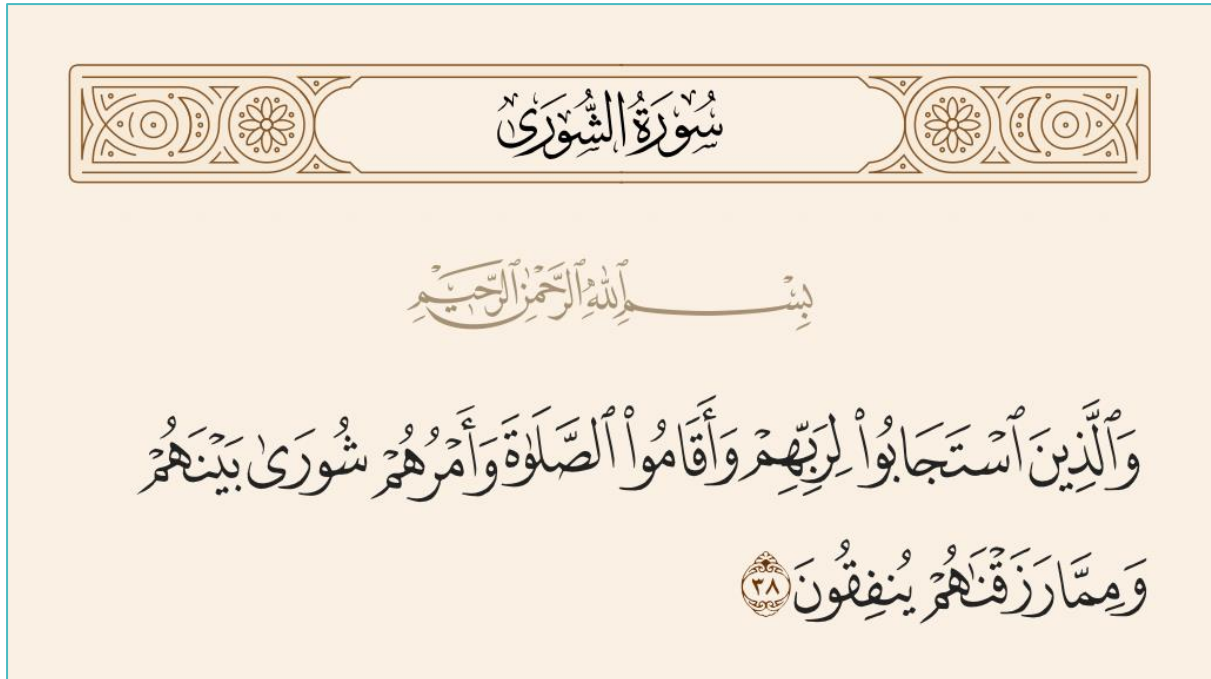 سُورَةُ الشُّورَىٰ
بِسْمِ ٱللَّهِ ٱلرَّحْمَٰنِ ٱلرَّحِيمِ
وَٱلَّذِينَ ٱسْتَجَابُوا۟ لِرَبِّهِمْ وَأَقَامُوا۟ ٱلصَّلَوٰةَ وَأَمْرُهُمْ شُورَىٰ بَيْنَهُمْ
وَمِمَّا رَزَقْنَٰهُمْ يُنفِقُونَ ٣٨